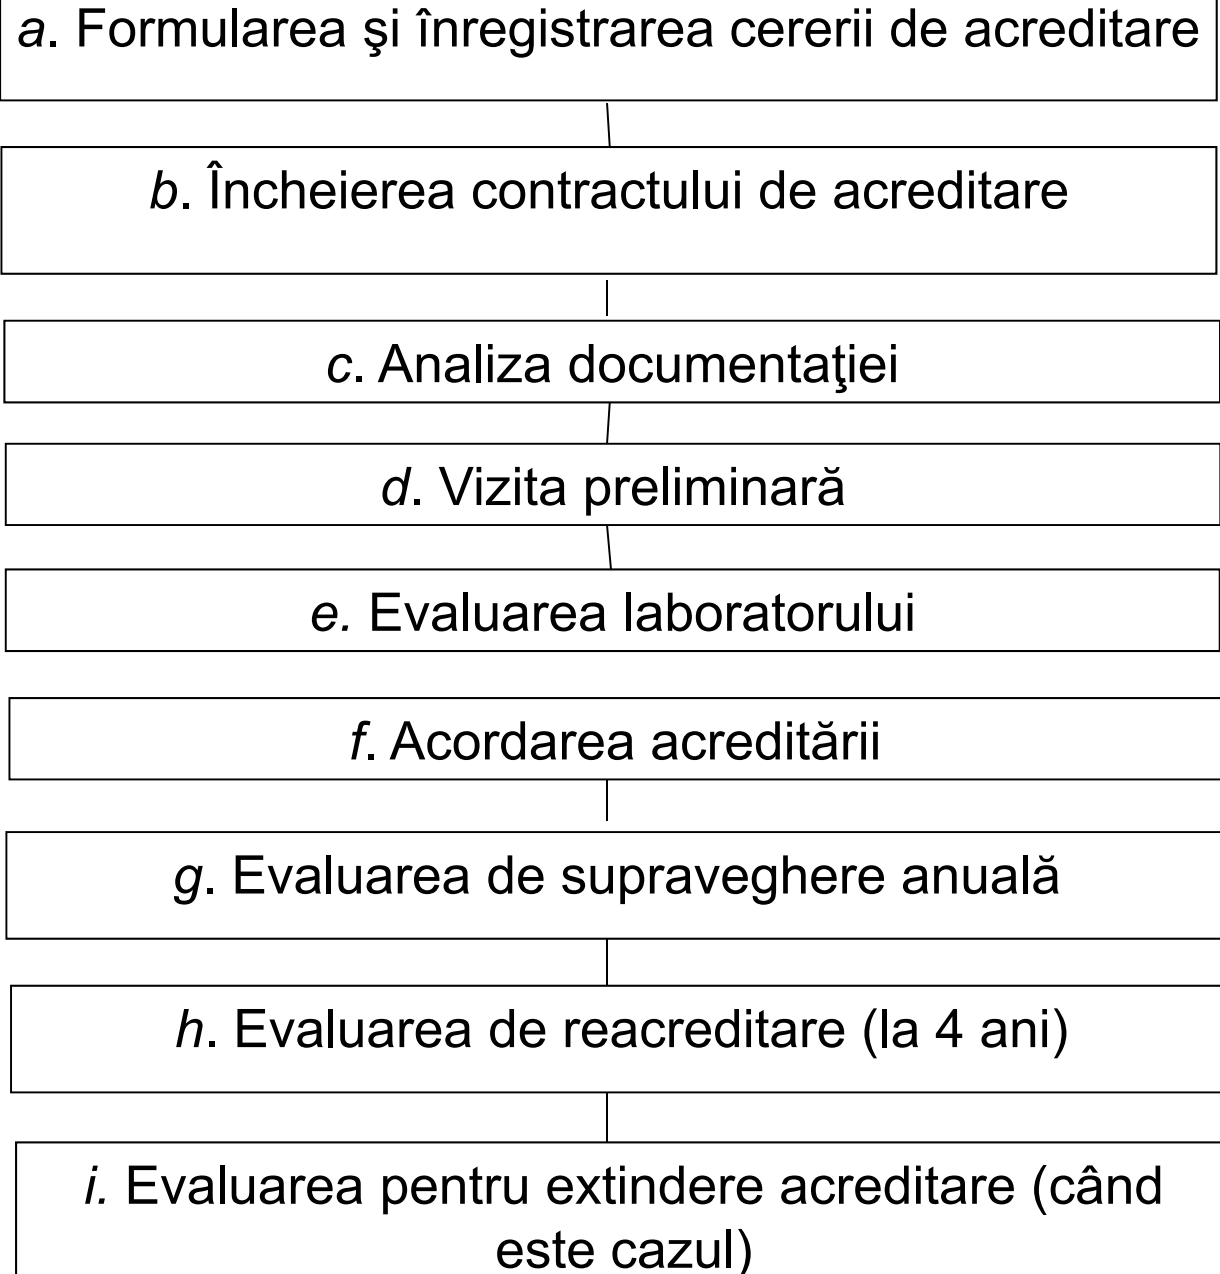 a. Formularea şi înregistrarea cererii de acreditare
b. Încheierea contractului de acreditare
c. Analiza documentaţiei
d. Vizita preliminară
e. Evaluarea laboratorului
f. Acordarea acreditării
g. Evaluarea de supraveghere anuală
h. Evaluarea de reacreditare (la 4 ani)
i. Evaluarea pentru extindere acreditare (când
este cazul)